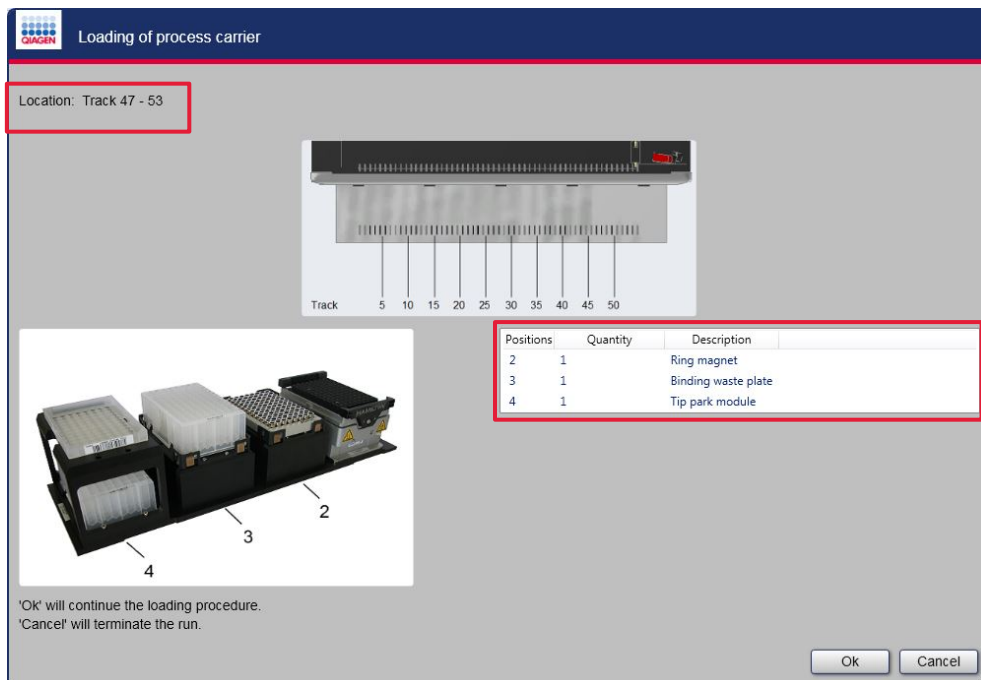 QIAGEN
Loading of process carrier
Location: Track 47 - 53
Track 5 10 15 20 25 30 35 40 45 50
Positions Quantity Description
2 1 Ring magnet
3 1 Binding waste plate
4 1 Tip park module
2
3
4
'Ok' will continue the loading procedure.
'Cancel' will terminate the run.
Ok Cancel